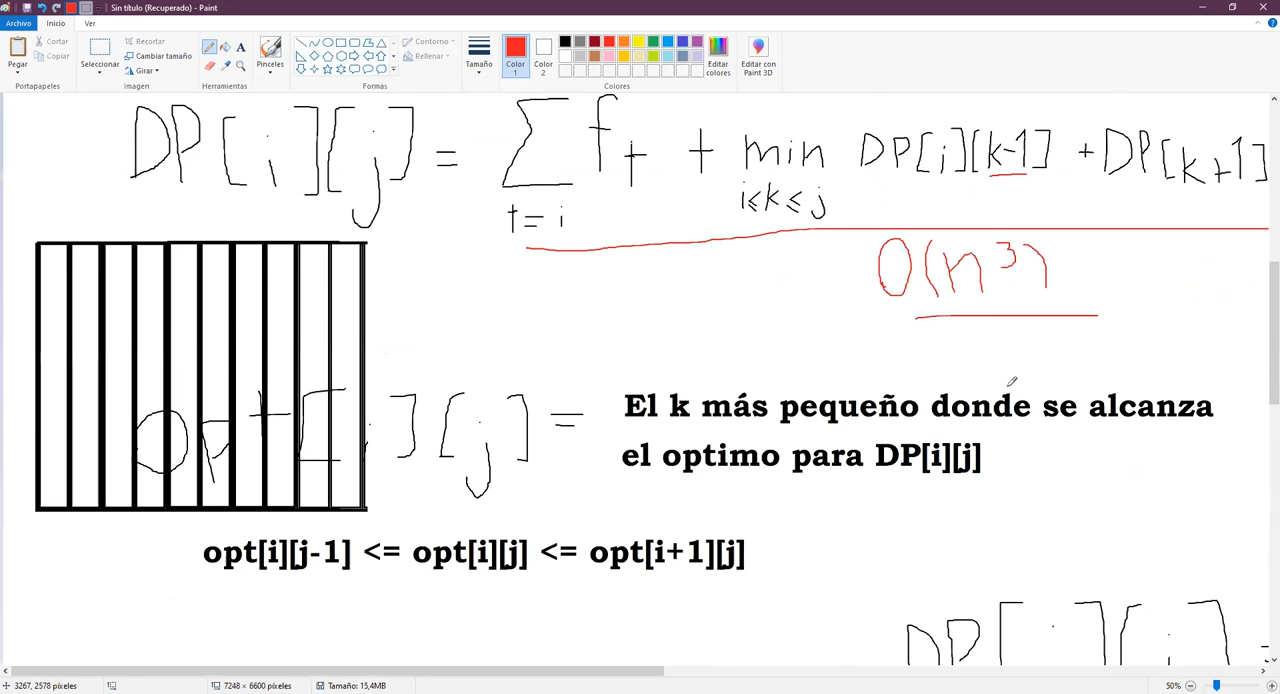 Sin título (Recuperado) - Paint
Archivo Inicio Ver
Pegar
Cortar
Copiar
Portapapeles
Seleccionar
Recortar
Cambiar tamaño
Girar
Imagen
Herramientas
Pinceles
Contorno
Rellenar
Formas
Tamaño
Color 1
Color 2
Editar colores
Colores
Editar con Paint 3D
DP[i][j] = ∑ f t + min DP[i][k-1] + DP[k+1]
t = i
i≤k≤j
O(n³)
opt[i][j] =
El k más pequeño donde se alcanza
el optimo para DP[i][j]
opt[i][j-1] <= opt[i][j] <= opt[i+1][j]
DP[i][j] =
3267, 2578 píxeles
7248 × 6600 píxeles
Tamaño: 15,4MB
50%